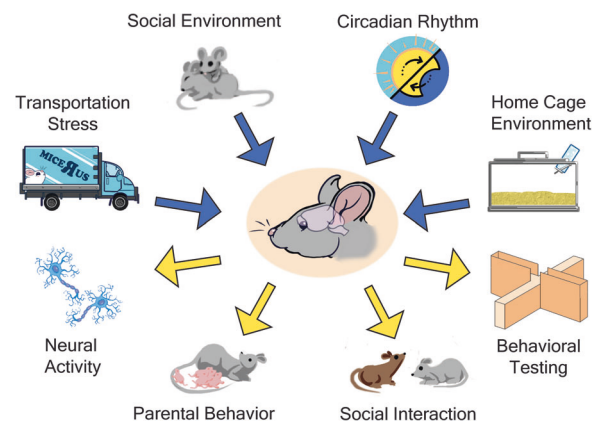 Social Environment
Circadian Rhythm
Transportation
Stress
Home Cage
Environment
MICE R US
Neural
Activity
Behavioral
Testing
Parental Behavior
Social Interaction